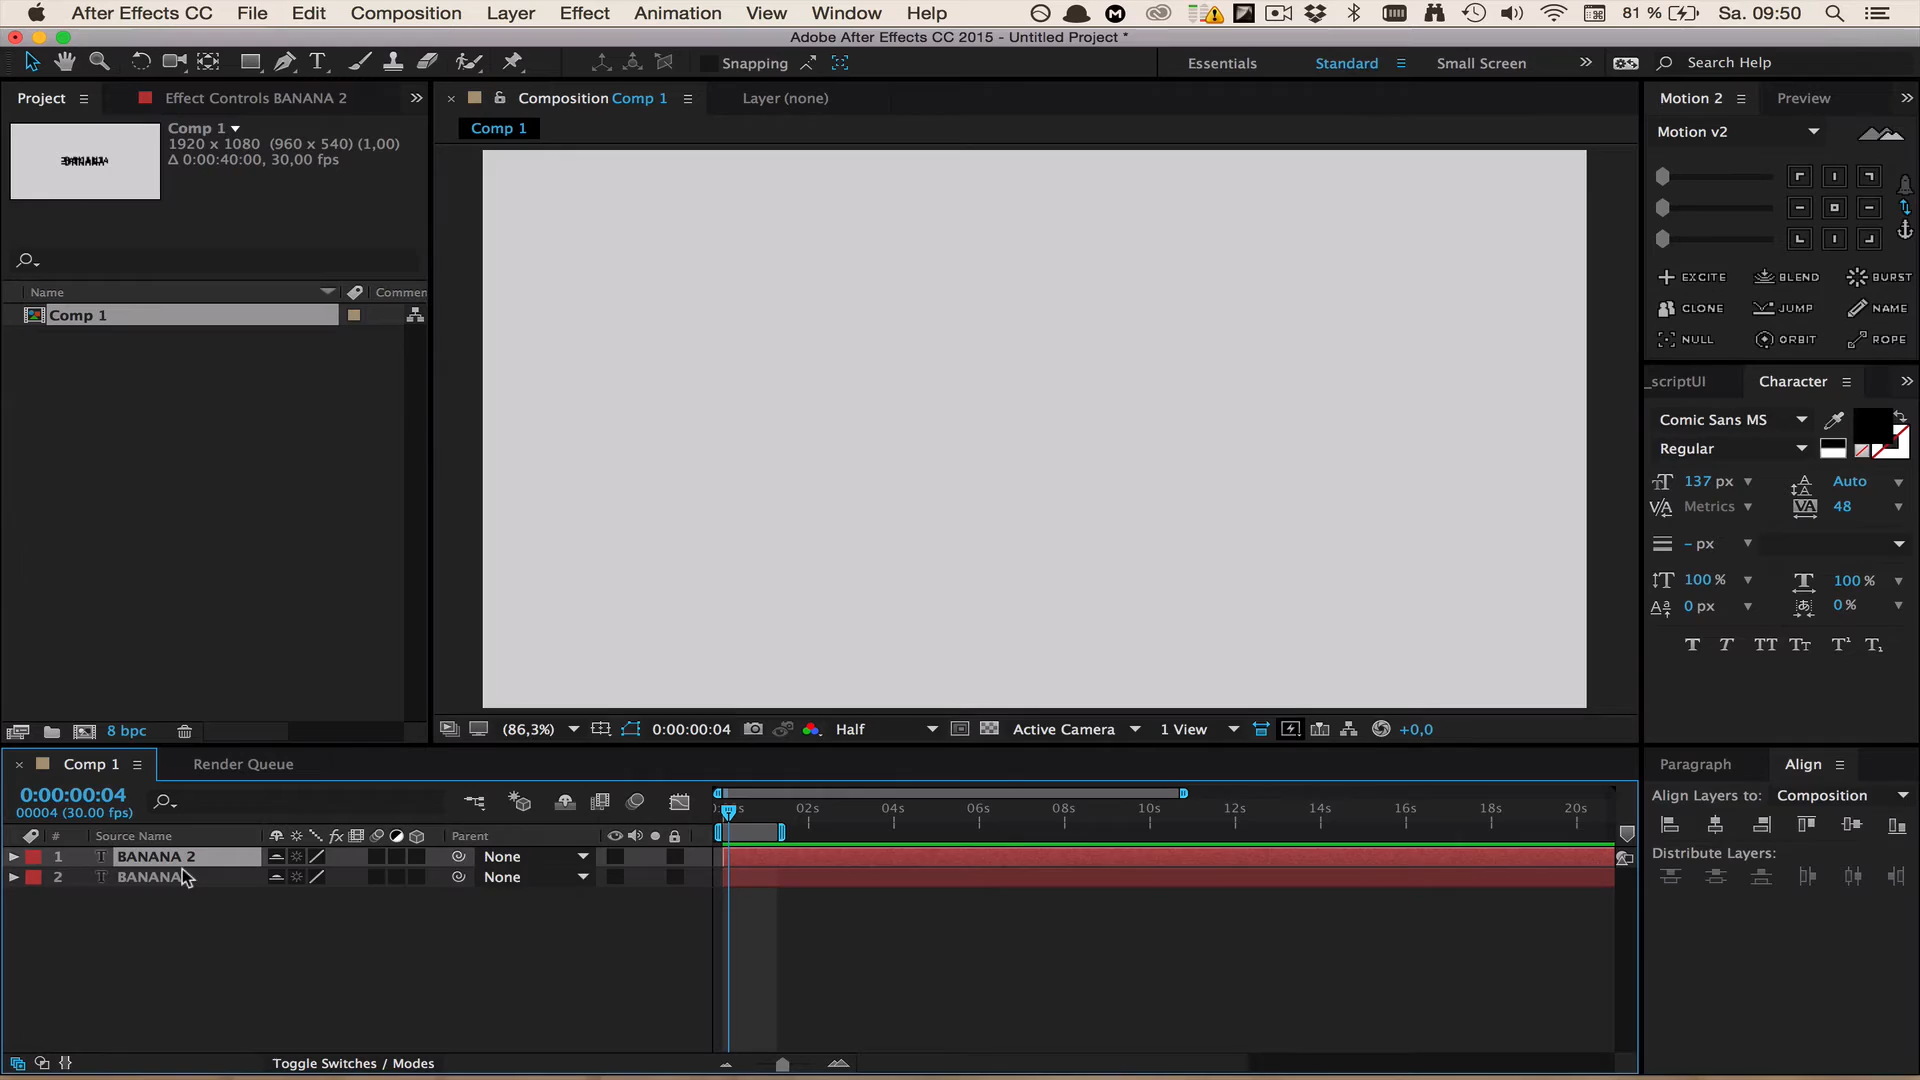 After Effects CC File Edit Composition Layer Effect Animation View Window Help 81 % Sa. 09:50
Adobe After Effects CC 2015 - Untitled Project *
Snapping Essentials Standard Small Screen Search Help
Project Effect Controls BANANA 2
Composition Comp 1 Layer (none)
Motion 2 Preview
Comp 1
1920 x 1080 (960 x 540) (1,00)
Δ 0:00:40:00, 30,00 fps
Comp 1
Motion v2
EXCITE BLEND BURST
CLONE JUMP NAME
NULL ORBIT ROPE
Name Commen
Comp 1
_scriptUI Character
Comic Sans MS
Regular
137 px Auto
Metrics 48
– px
100 % 100 %
0 px 0 %
8 bpc
(86,3%) 0:00:00:04 Half Active Camera 1 View +0,0
Comp 1 Render Queue
Paragraph Align
0:00:00:04
00004 (30.00 fps)
02s 04s 06s 08s 10s 12s 14s 16s 18s 20s
Align Layers to: Composition
# Source Name Parent
Distribute Layers:
1 BANANA 2 None
2 BANANA None
Toggle Switches / Modes